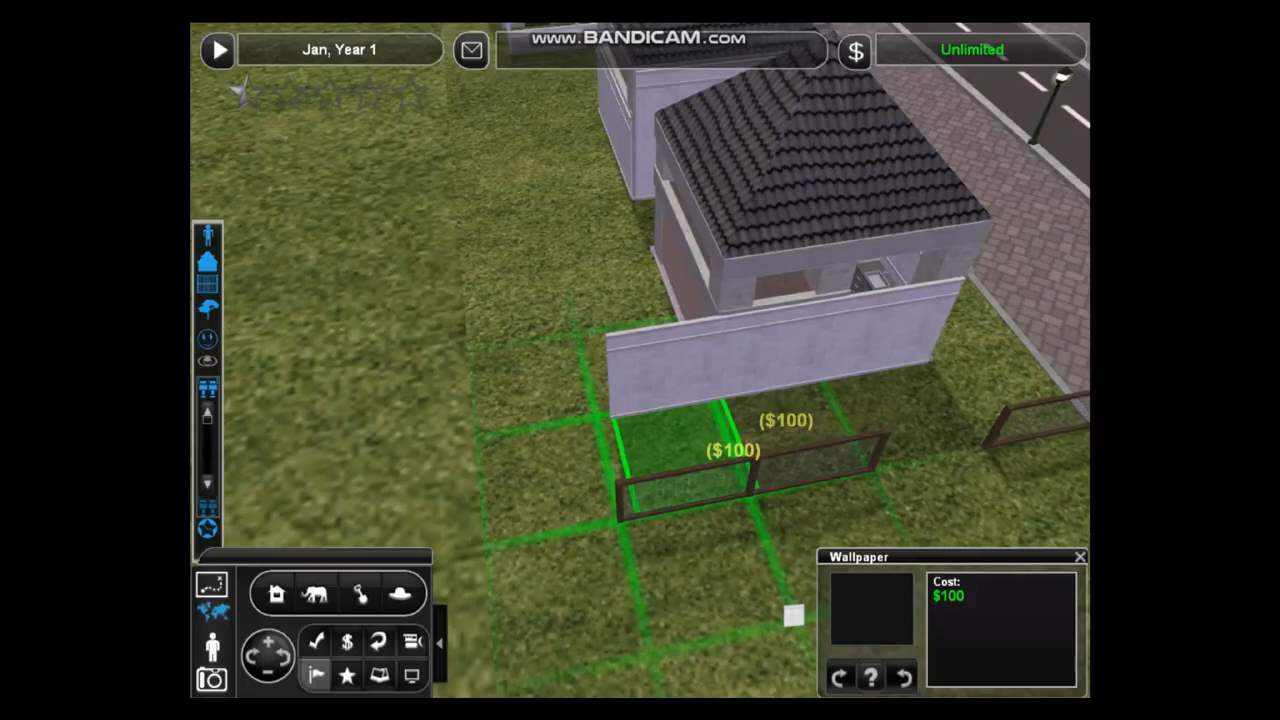 www.BANDICAM.com
Jan, Year 1
$
Unlimited
($100)
($100)
Wallpaper
Cost:
$100
?
$